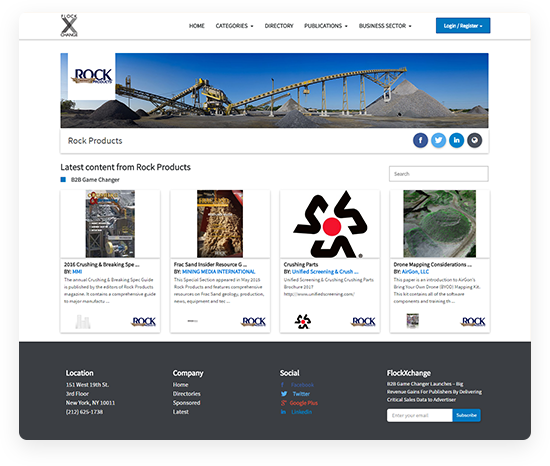 FLOCK
X
CHANGE
HOME
CATEGORIES
DIRECTORY
PUBLICATIONS
BUSINESS SECTOR
Login / Register
ROCK
PRODUCTS
Rock Products
Latest content from Rock Products
B2B Game Changer
Search
2016 Crushing & Breaking Spe ...
BY: MMI
The annual Crushing & Breaking Spec Guide
is published by the editors of Rock Products
magazine. It contains a comprehensive guide
to major manufactu ...
ROCK
Frac Sand Insider Resource G ...
BY: MINING MEDIA INTERNATIONAL
This Special Section appeared in May 2015
Rock Products and features comprehensive
resources on Frac Sand geology, production,
news, equipment and tec ...
ROCK
Crushing Parts
BY: Unified Screening & Crush ...
Unified Screening & Crushing Crushing Parts
Brochure 2017
http://www.unifiedscreening.com/
ROCK
Drone Mapping Considerations ...
BY: AirGon, LLC
This paper is an introduction to AirGon's
Bring Your Own Drone (BYOD) Mapping Kit.
This kit contains all of the software
components and training th ...
ROCK
Location
151 West 19th St.
3rd Floor
New York, NY 10011
(212) 625-1738
Company
Home
Directories
Sponsored
Latest
Social
Facebook
Twitter
Google Plus
LinkedIn
FlockXchange
B2B Game Changer Launches – Big
Revenue Gains For Publishers By Delivering
Critical Sales Data to Advertiser
Enter your email
Subscribe